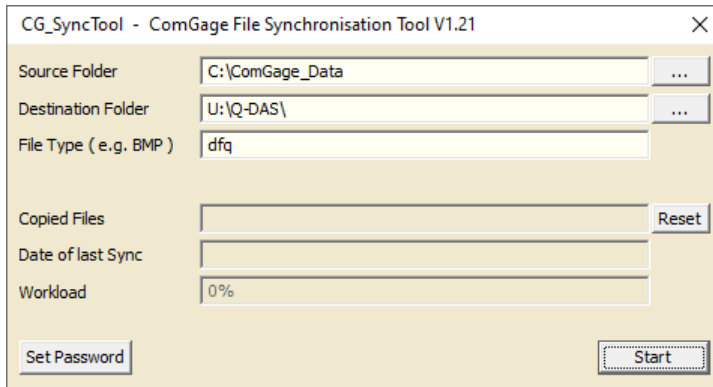 CG_SyncTool - ComGage File Synchronisation Tool V1.21
Source Folder C:\ComGage_Data ...
Destination Folder U:\Q-DAS\ ...
File Type ( e.g. BMP ) dfq
Copied Files Reset
Date of last Sync
Workload 0%
Set Password Start